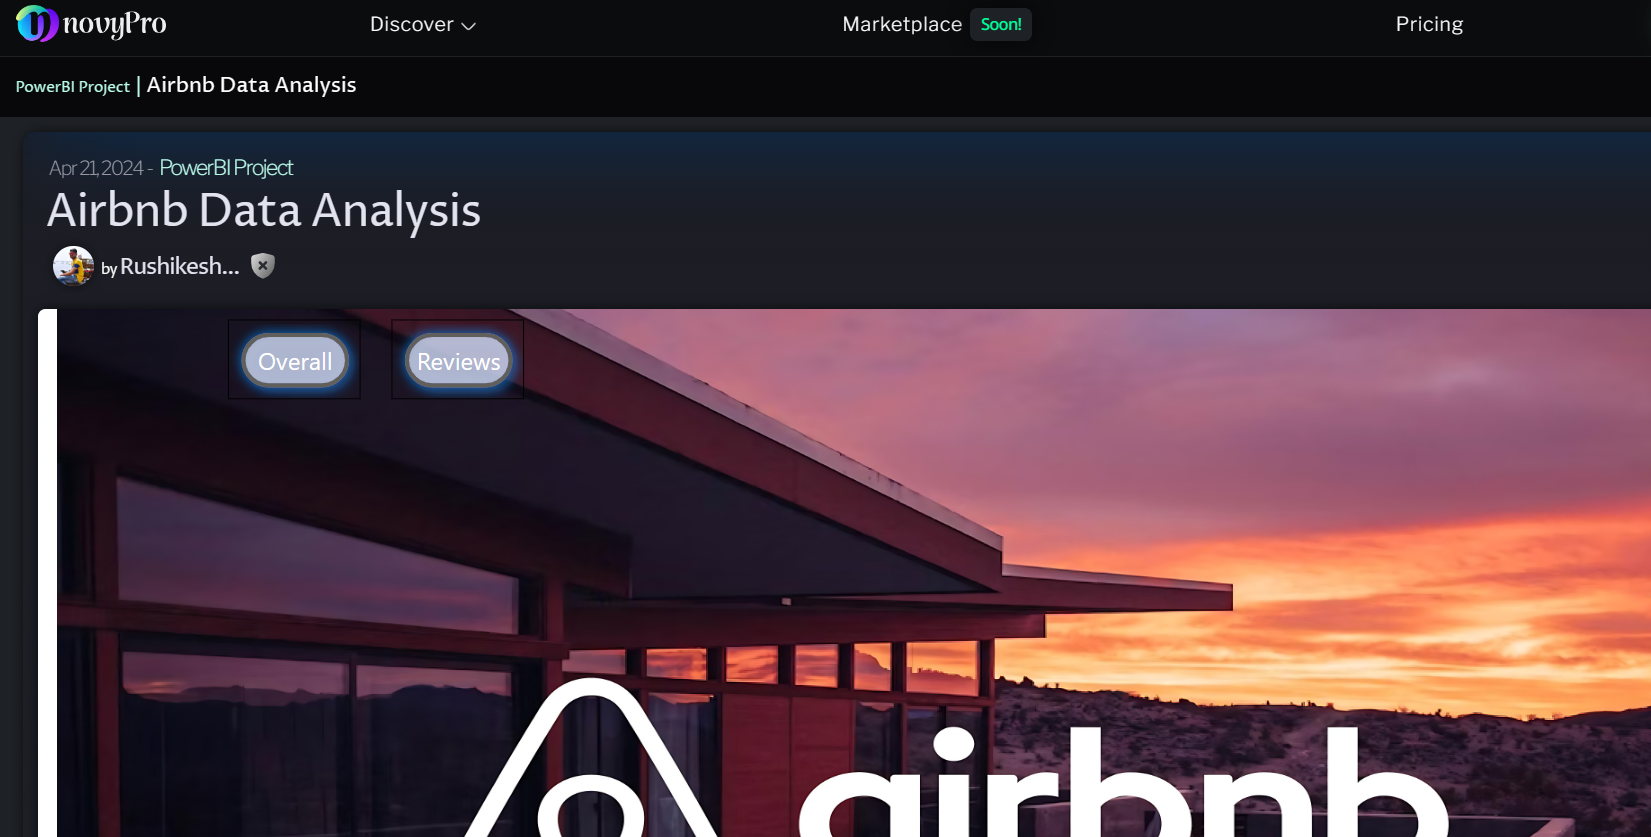 novyPro Discover Marketplace Soon! Pricing
PowerBI Project | Airbnb Data Analysis
Apr 21, 2024 - PowerBI Project
Airbnb Data Analysis
by Rushikesh...
Overall Reviews
airbnb